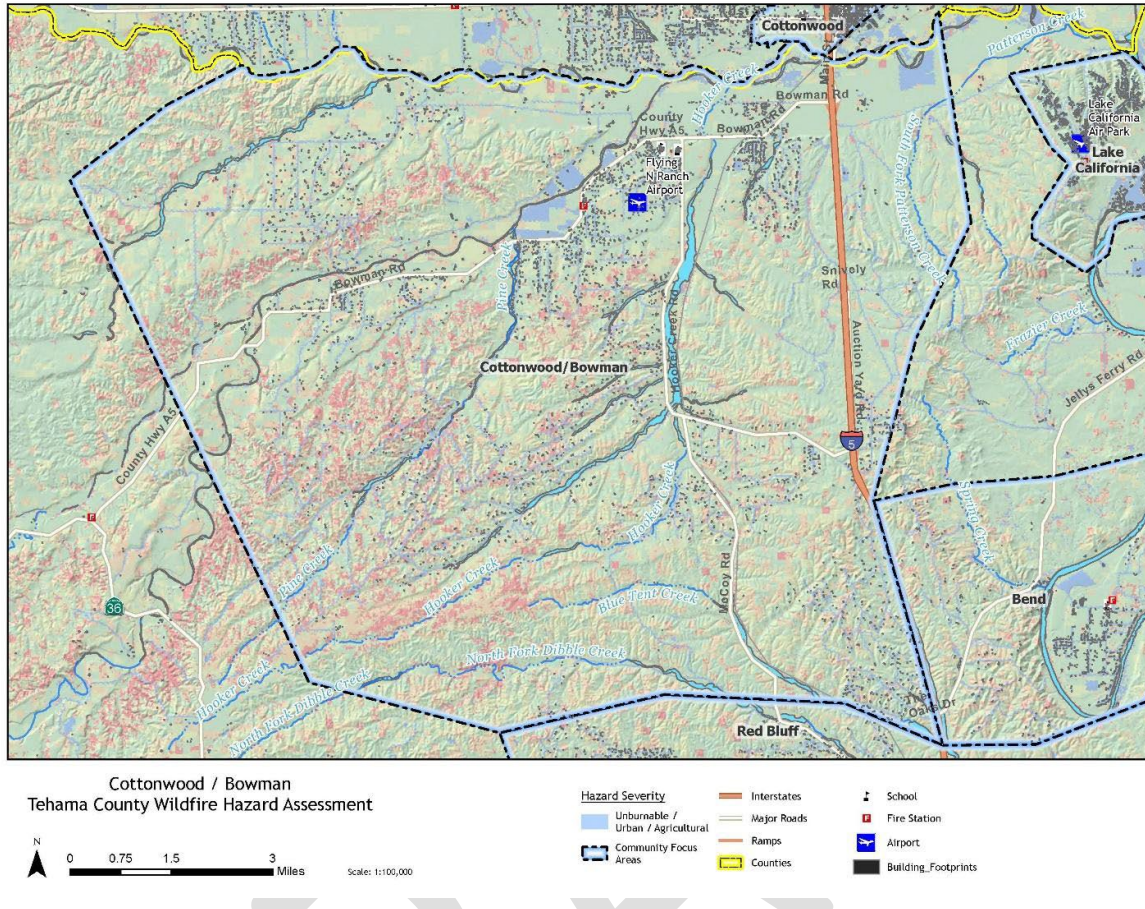 Cottonwood
Patterson Creek
Hooker Creek
Bowman Rd
County
Hwy A5
Bowman Rd
Lake
California
Air Park
Lake
California
Flying
N Ranch
Airport
South Fork Patterson Creek
Pine Creek
Bowman Rd
Snively
Rd
Frazier Creek
Hooker Creek Rd
Auction Yard Rd
Jellys Ferry Rd
Cottonwood/Bowman
County Hwy A5
5
Spring Creek
Hooker Creek
Pine Creek
Hooker Creek
McCoy Rd
Blue Tent Creek
Bend
36
F
North Fork Dibble Creek
Hooker Creek
North Fork Dibble Creek
Oaks Dr
Red Bluff
Cottonwood / Bowman
Tehama County Wildfire Hazard Assessment
N
0 0.75 1.5 3
Miles
Scale: 1:100,000
Hazard Severity
Unburnable /
Urban / Agricultural
Community Focus
Areas
Interstates
Major Roads
Ramps
Counties
School
F Fire Station
Airport
Building_Footprints